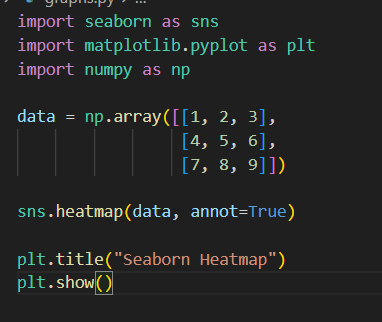 graphs.py > ...
import seaborn as sns
import matplotlib.pyplot as plt
import numpy as np
data = np.array([[1, 2, 3],
[4, 5, 6],
[7, 8, 9]])
sns.heatmap(data, annot=True)
plt.title("Seaborn Heatmap")
plt.show()